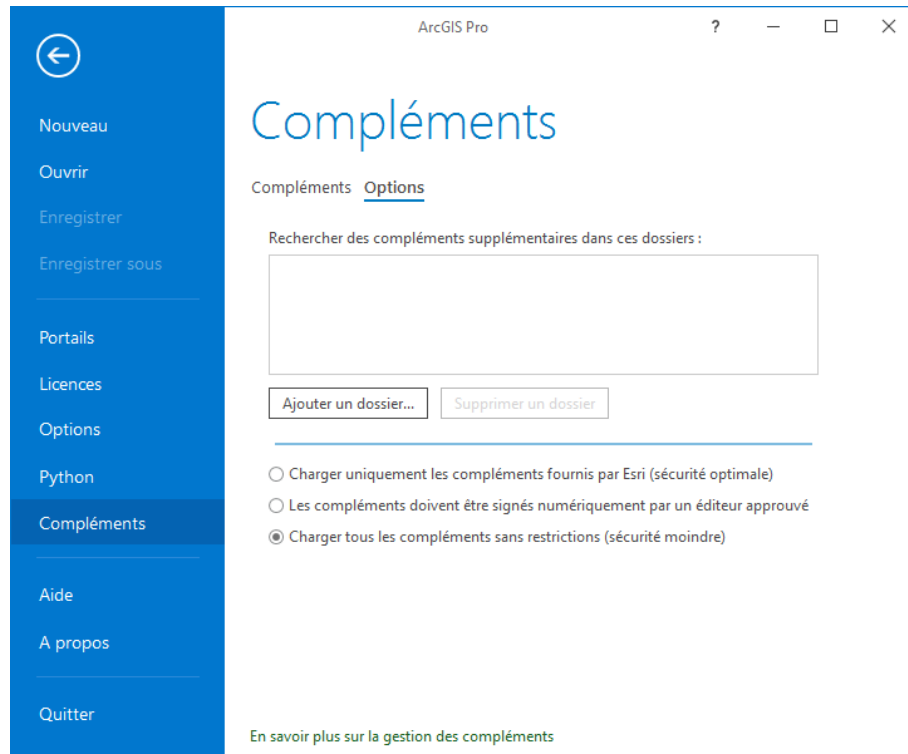 ArcGIS Pro
?
Nouveau
Ouvrir
Enregistrer
Enregistrer sous
Portails
Licences
Options
Python
Compléments
Aide
A propos
Quitter
Compléments
Compléments Options
Rechercher des compléments supplémentaires dans ces dossiers :
Ajouter un dossier... Supprimer un dossier
Charger uniquement les compléments fournis par Esri (sécurité optimale)
Les compléments doivent être signés numériquement par un éditeur approuvé
Charger tous les compléments sans restrictions (sécurité moindre)
En savoir plus sur la gestion des compléments